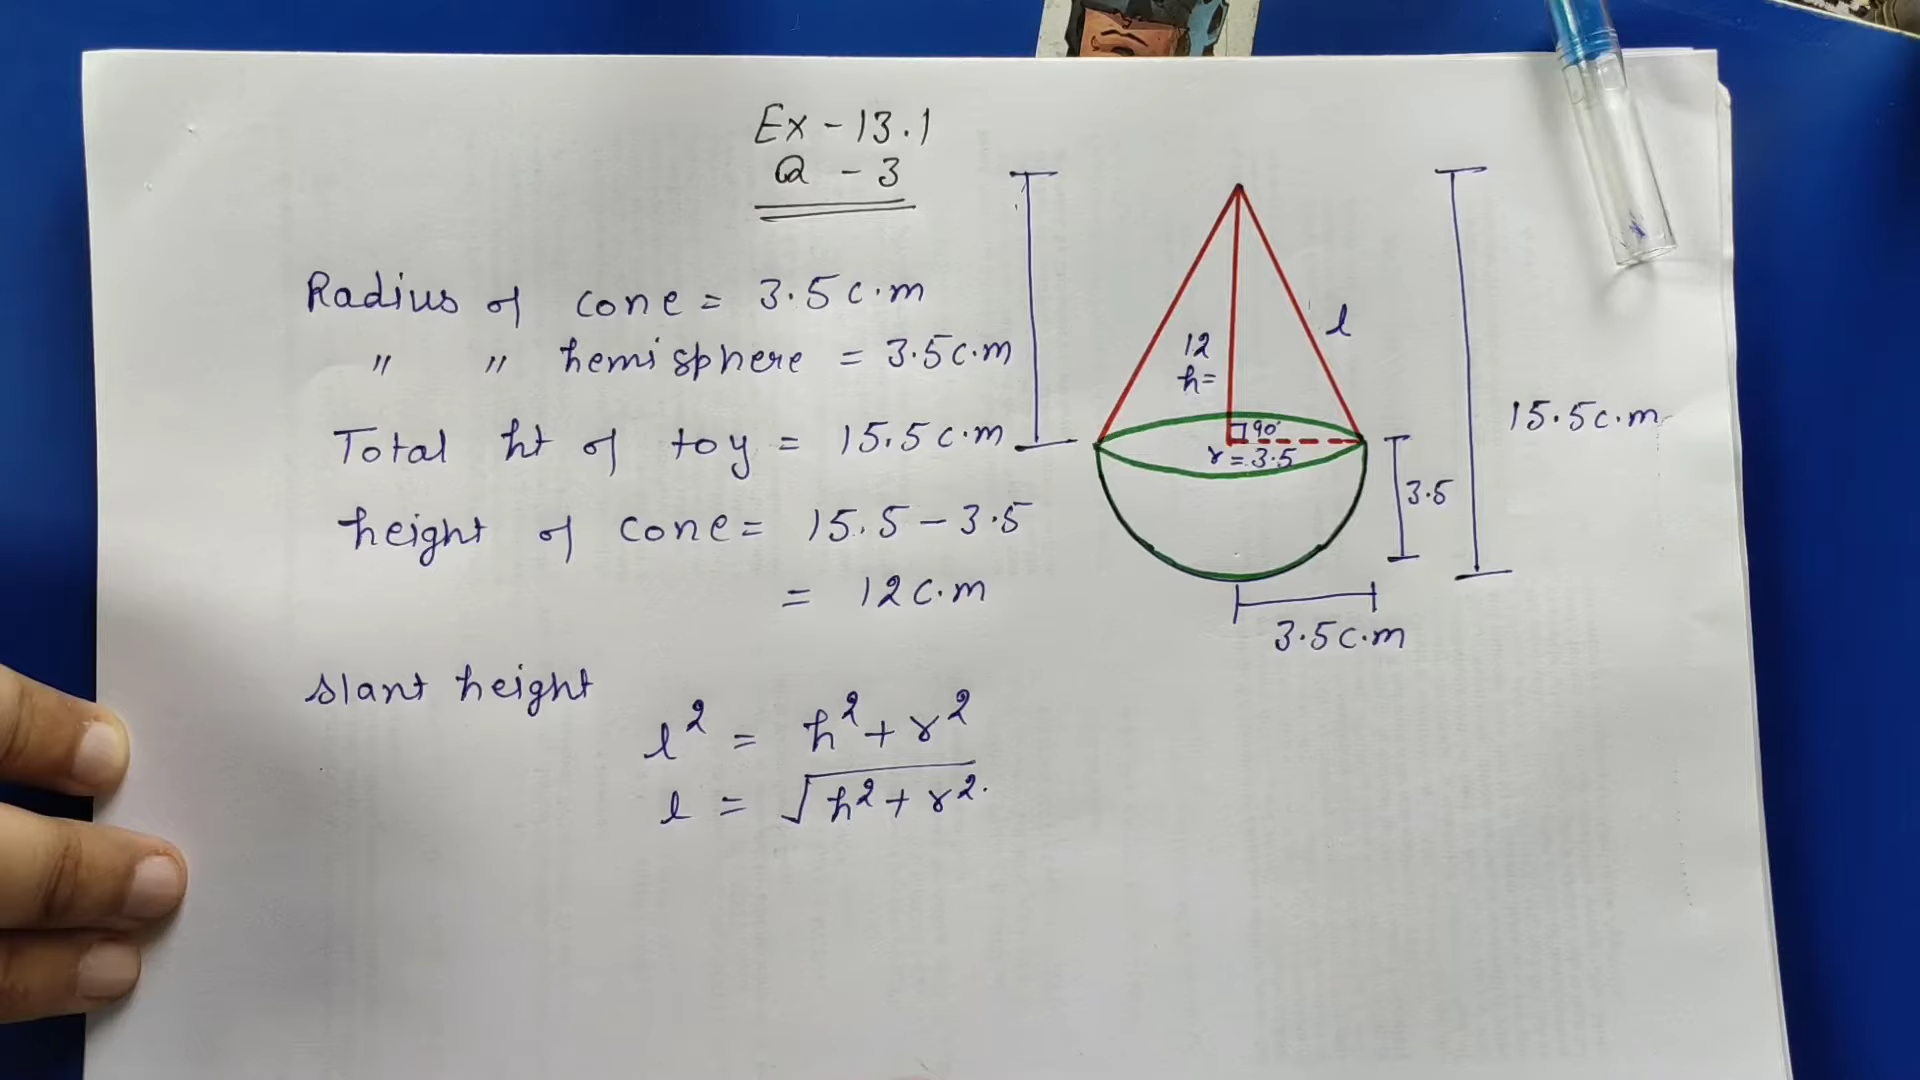 Ex - 13.1
Q - 3
Radius of cone = 3.5 c.m
" " hemisphere = 3.5 c.m
Total ht of toy = 15.5 c.m
height of cone = 15.5 - 3.5
= 12 c.m
slant height
l² = h² + r²
l = √h² + r².
l
12
h=
90°
r = 3.5
3.5
15.5 c.m
3.5 c.m